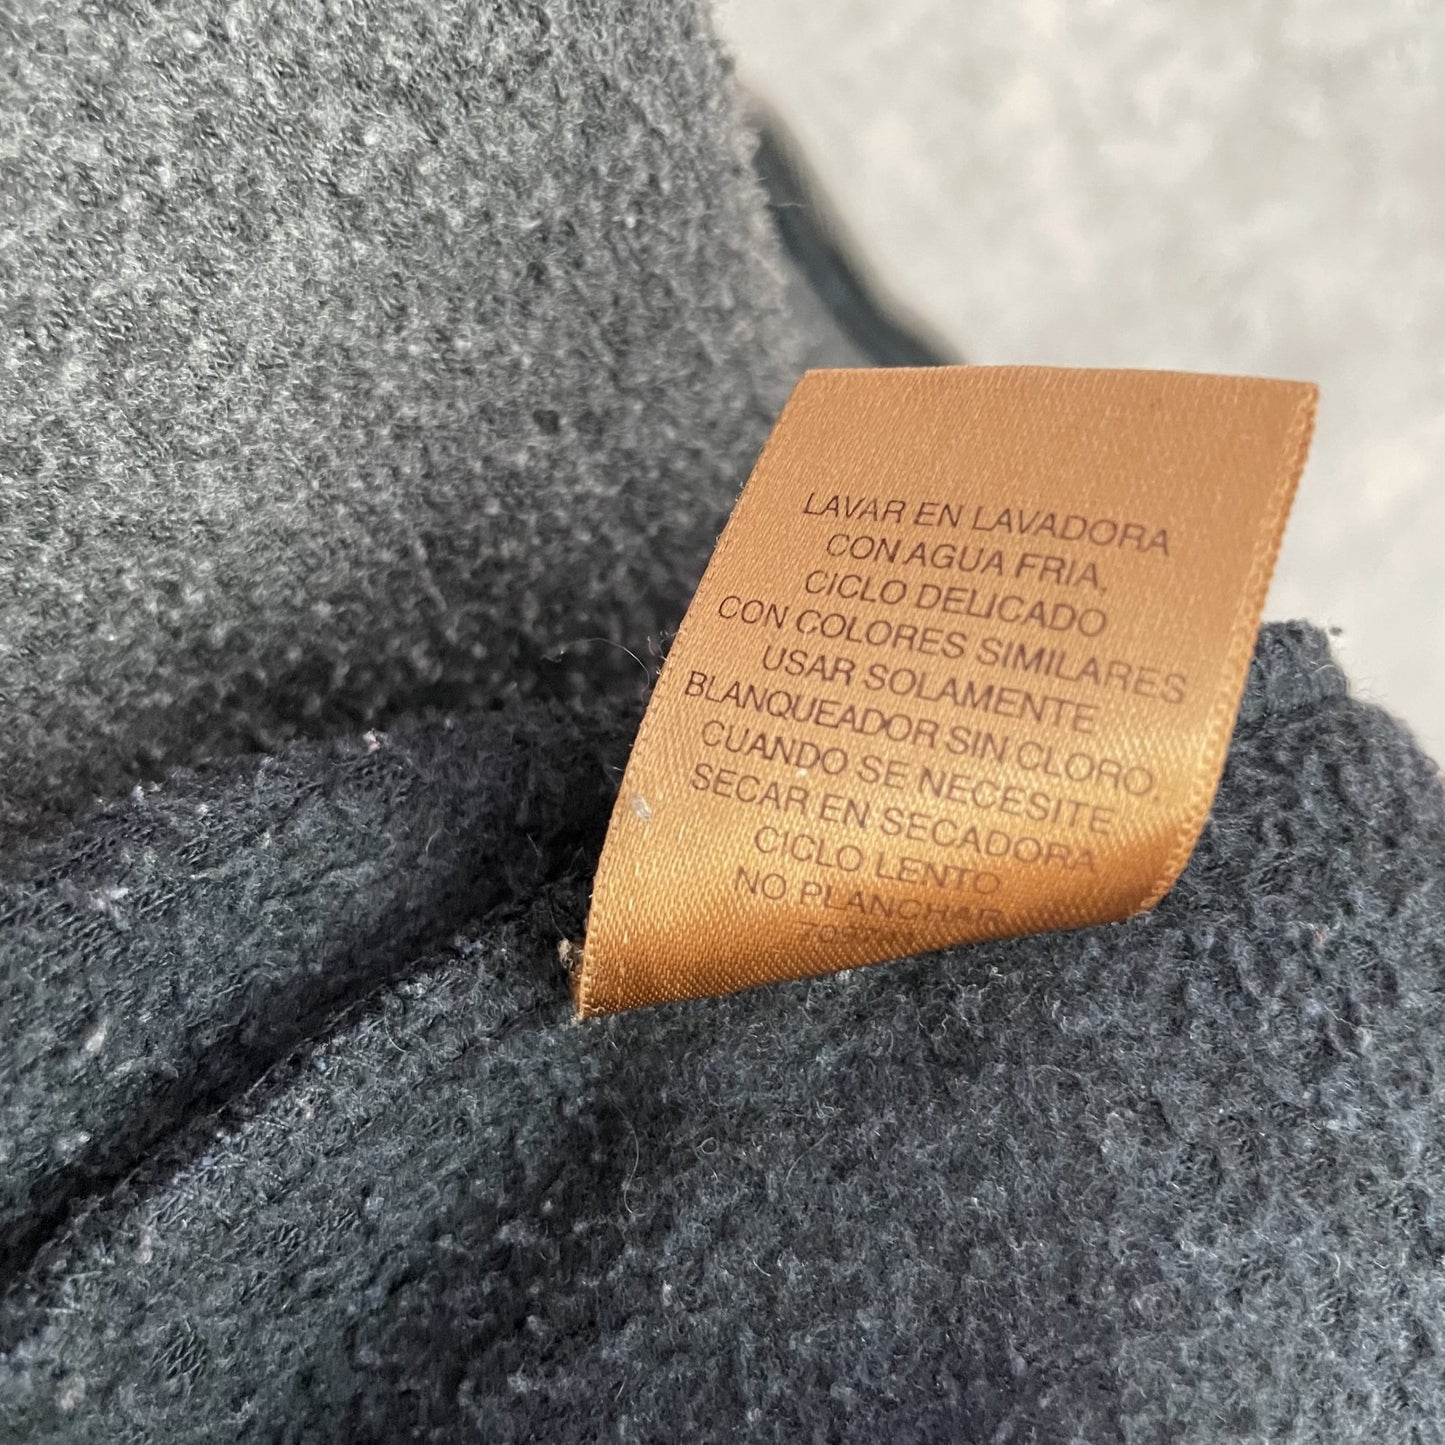 LAVAR EN LAVADORA
CON AGUA FRIA,
CICLO DELICADO
CON COLORES SIMILARES
USAR SOLAMENTE
BLANQUEADOR SIN CLORO,
CUANDO SE NECESITE
SECAR EN SECADORA
CICLO LENTO
NO PLANCHAR